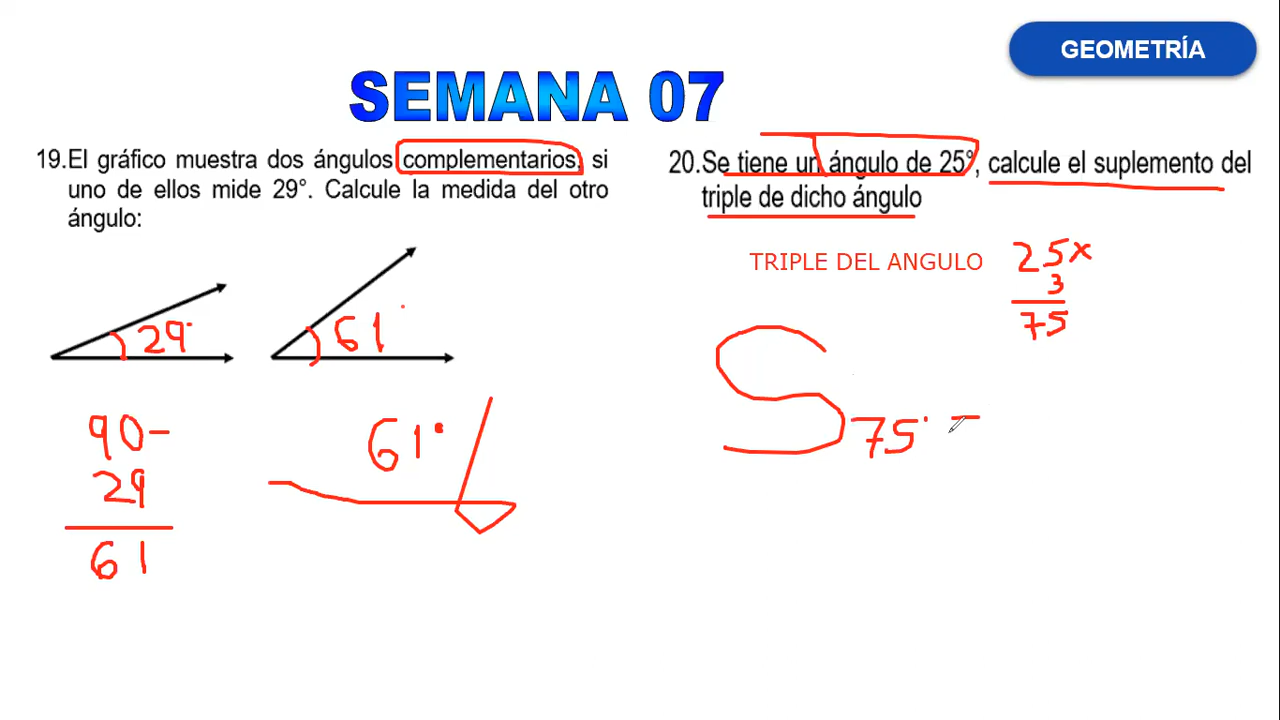 GEOMETRÍA
SEMANA 07
19.El gráfico muestra dos ángulos complementarios, si
uno de ellos mide 29°. Calcule la medida del otro
ángulo:
29°
61°
90-
29
61
61°
20.Se tiene un ángulo de 25°, calcule el suplemento del
triple de dicho ángulo
TRIPLE DEL ANGULO
25x
3
75
S75° =